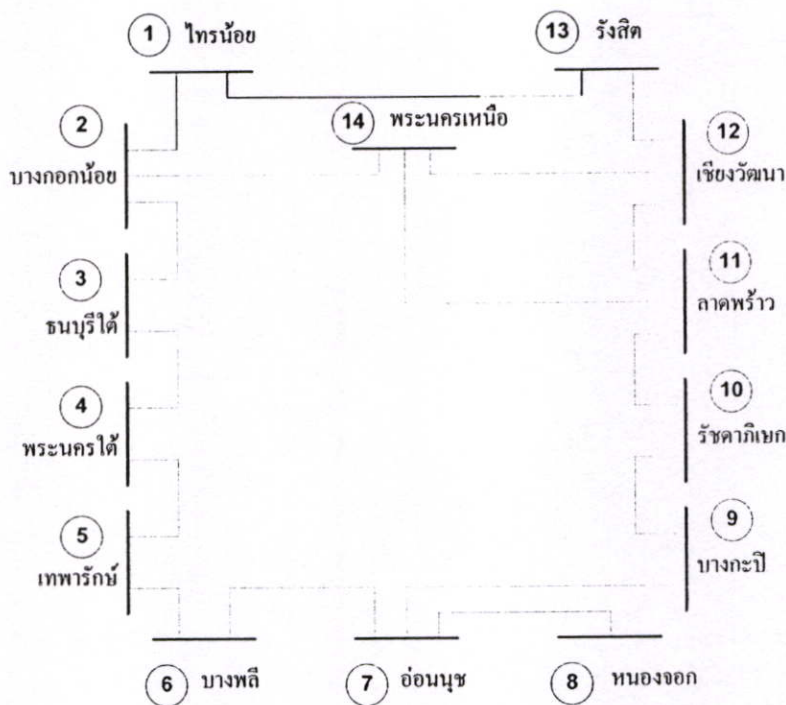 1 ไทรน้อย
13 รังสิต
2
14 พระนครเหนือ
12
บางกอกน้อย
เชียงวัฒนา
3
11
ธนบุรีใต้
ลาดพร้าว
4
10
พระนครใต้
รัชดาภิเษก
5
9
เทพารักษ์
บางกะปิ
6 บางพลี
7 อ่อนนุช
8 หนองจอก